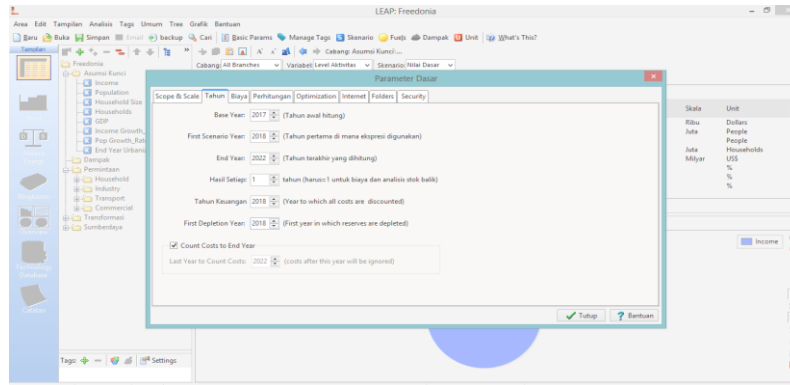 LEAP: Freedonia
Area Edit Tampilan Analisis Tags Umum Tree Grafik Bantuan
Baru Buka Simpan Email backup Cari Basic Params Manage Tags Skenario Fuels Dampak Unit What's This?
Tampilan
Cabang: Asumsi Kunci\...
Cabang: All Branches Variabel: Level Aktivitas Skenario: Nilai Dasar
Freedonia
Asumsi Kunci
Income
Population
Household Size
Households
GDP
Income Growth_
Pop Growth_Rat
End Year Urbani
Dampak
Permintaan
Household
Industry
Transport
Commercial
Transformasi
Sumberdaya
Technology
Database
Catatan
Tags: Settings
Parameter Dasar
Scope & Scale Tahun Biaya Perhitungan Optimization Internet Folders Security
Base Year: 2017 (Tahun awal hitung)
First Scenario Year: 2018 (Tahun pertama di mana ekspresi digunakan)
End Year: 2022 (Tahun terakhir yang dihitung)
Hasil Setiap: 1 tahun (harus=1 untuk biaya dan analisis stok balik)
Tahun Keuangan 2018 (Year to which all costs are discounted)
First Depletion Year: 2018 (First year in which reserves are depleted)
Count Costs to End Year
Last Year to Count Costs: 2022 (costs after this year will be ignored)
Tutup Bantuan
Skala Unit
Ribu Dollars
Juta People
People
Juta Households
Milyar US$
%
%
%
Income